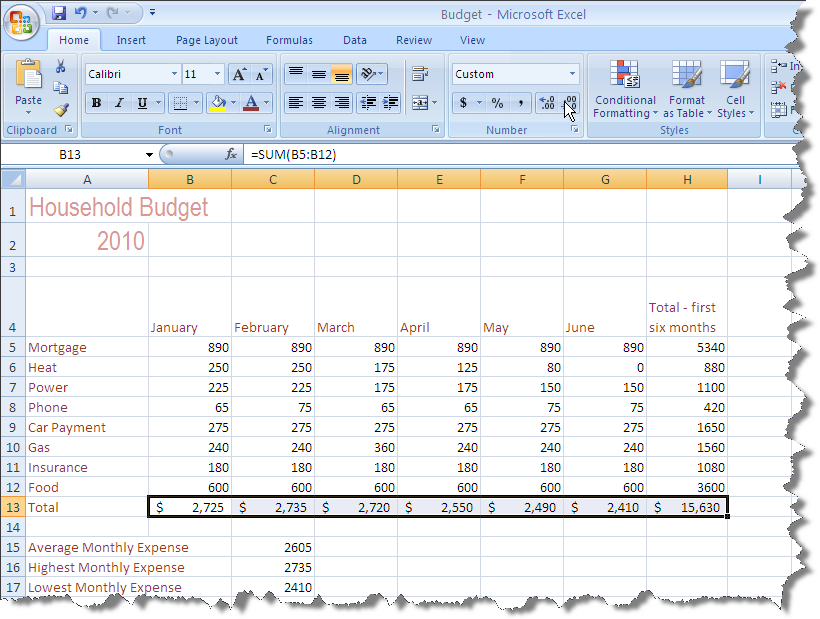 Budget - Microsoft Excel
Home Insert Page Layout Formulas Data Review View
Calibri 11 A A Custom
Paste B I U A $ % , .00 Conditional Formatting Format as Table Cell Styles
Clipboard Font Alignment Number Styles
B13 fx =SUM(B5:B12)
A B C D E F G H I
1 Household Budget
2 2010
3
Total - first
4 January February March April May June six months
5 Mortgage 890 890 890 890 890 890 5340
6 Heat 250 250 175 125 80 0 880
7 Power 225 225 175 175 150 150 1100
8 Phone 65 75 65 65 75 75 420
9 Car Payment 275 275 275 275 275 275 1650
10 Gas 240 240 360 240 240 240 1560
11 Insurance 180 180 180 180 180 180 1080
12 Food 600 600 600 600 600 600 3600
13 Total $ 2,725 $ 2,735 $ 2,720 $ 2,550 $ 2,490 $ 2,410 $ 15,630
14
15 Average Monthly Expense 2605
16 Highest Monthly Expense 2735
17 Lowest Monthly Expense 2410